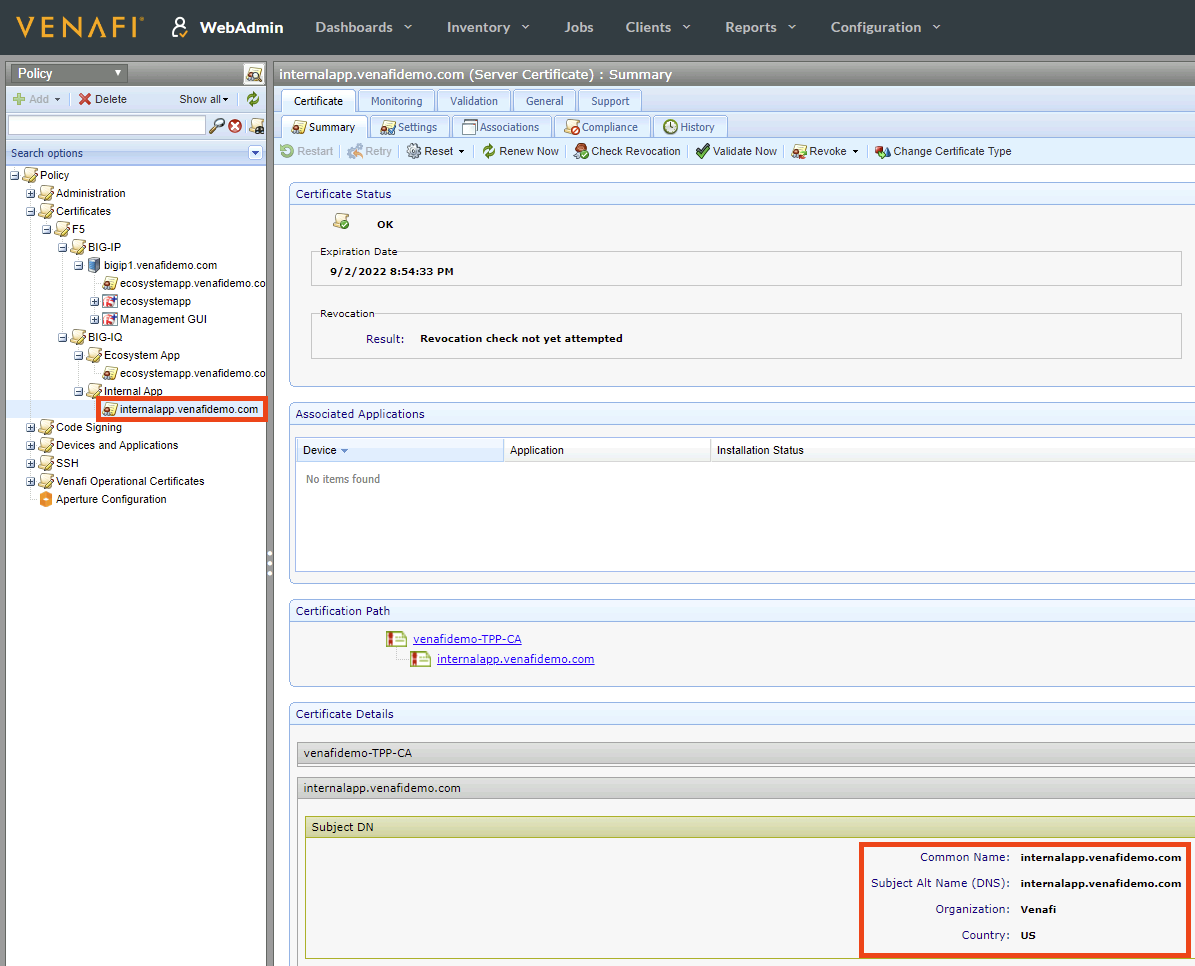 VENAFI WebAdmin Dashboards Inventory Jobs Clients Reports Configuration
Policy
Add Delete Show all
Search options
Policy
Administration
Certificates
F5
BIG-IP
bigip1.venafidemo.com
ecosystemapp.venafidemo.co
ecosystemapp
Management GUI
BIG-IQ
Ecosystem App
ecosystemapp.venafidemo.co
Internal App
internalapp.venafidemo.com
Code Signing
Devices and Applications
SSH
Venafi Operational Certificates
Aperture Configuration
internalapp.venafidemo.com (Server Certificate) : Summary
Certificate Monitoring Validation General Support
Summary Settings Associations Compliance History
Restart Retry Reset Renew Now Check Revocation Validate Now Revoke Change Certificate Type
Certificate Status
OK
Expiration Date
9/2/2022 8:54:33 PM
Revocation
Result: Revocation check not yet attempted
Associated Applications
Device Application Installation Status
No items found
Certification Path
venafidemo-TPP-CA
internalapp.venafidemo.com
Certificate Details
venafidemo-TPP-CA
internalapp.venafidemo.com
Subject DN
Common Name: internalapp.venafidemo.com
Subject Alt Name (DNS): internalapp.venafidemo.com
Organization: Venafi
Country: US